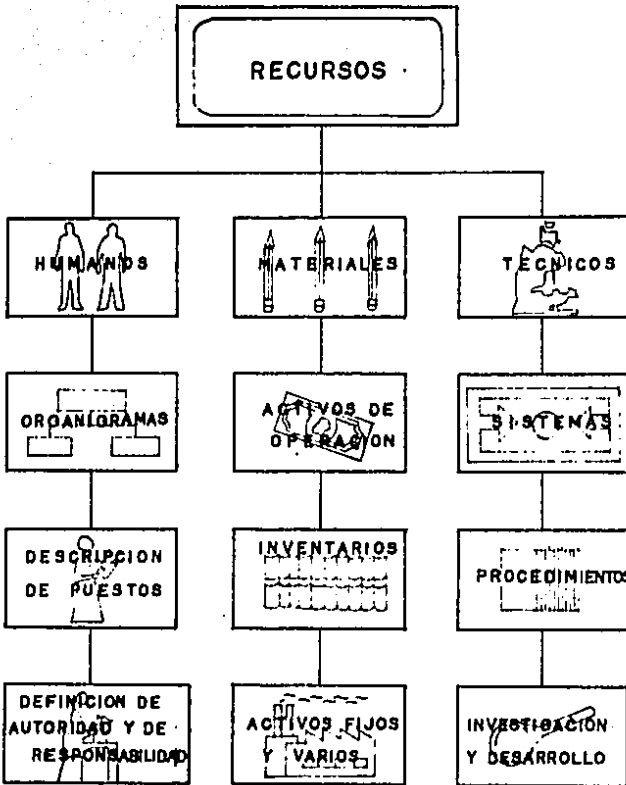 RECURSOS
HUMANOS
MATERIALES
TECNICOS
ORGANIGRAMAS
ACTIVOS DE
OPERACION
SISTEMAS
DESCRIPCION
DE PUESTOS
INVENTARIOS
PROCEDIMIENTOS
DEFINICION DE
AUTORIDAD Y DE
RESPONSABILIDAD
ACTIVOS FIJOS
Y VARIOS
INVESTIGACION
Y DESARROLLO